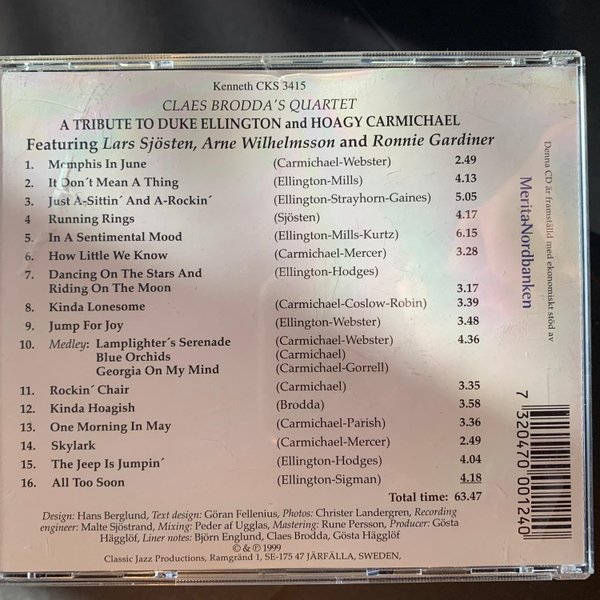 Kenneth CKS 3415
CLAES BRODDA'S QUARTET
A TRIBUTE TO DUKE ELLINGTON and HOAGY CARMICHAEL
Featuring Lars Sjösten, Arne Wilhelmsson and Ronnie Gardiner
1. Memphis In June (Carmichael-Webster) 2.49
2. It Don´t Mean A Thing (Ellington-Mills) 4.13
3. Just A-Sittin´ And A-Rockin´ (Ellington-Strayhorn-Gaines) 5.05
4 Running Rings (Sjösten) 4.17
5. In A Sentimental Mood (Ellington-Mills-Kurtz) 6.15
6. How Little We Know (Carmichael-Mercer) 3.28
7. Dancing On The Stars And (Ellington-Hodges)
Riding On The Moon 3.17
8. Kinda Lonesome (Carmichael-Coslow-Robin) 3.39
9. Jump For Joy (Ellington-Webster) 3.48
10. Medley: Lamplighter´s Serenade (Carmichael-Webster) 4.36
Blue Orchids (Carmichael)
Georgia On My Mind (Carmichael-Gorrell)
11. Rockin´ Chair (Carmichael) 3.35
12. Kinda Hoagish (Brodda) 3.58
13. One Morning In May (Carmichael-Parish) 3.36
14. Skylark (Carmichael-Mercer) 2.49
15. The Jeep Is Jumpin´ (Ellington-Hodges) 4.04
16. All Too Soon (Ellington-Sigman) 4.18
Total time: 63.47
Design: Hans Berglund, Text design: Göran Fellenius, Photos: Christer Landergren, Recording
engineer: Malte Sjöstrand, Mixing: Peder af Ugglas, Mastering: Rune Persson, Producer: Gösta
Hägglöf, Liner notes: Björn Englund, Claes Brodda, Gösta Hägglöf
© & ℗ 1999
Classic Jazz Productions, Ramgränd 1, SE-175 47 JÄRFÄLLA, SWEDEN,
Denna CD är framställd med ekonomiskt stöd av
MeritaNordbanken
7 320470 001240